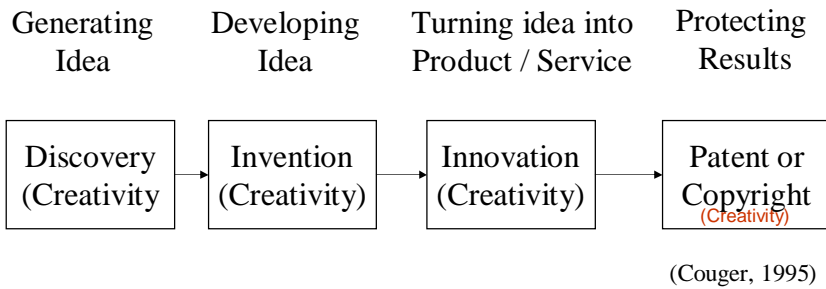 Generating
Idea
Developing
Idea
Turning idea into
Product / Service
Protecting
Results
Discovery
(Creativity
Invention
(Creativity)
Innovation
(Creativity)
Patent or
Copyright
(Creativity)
(Couger, 1995)